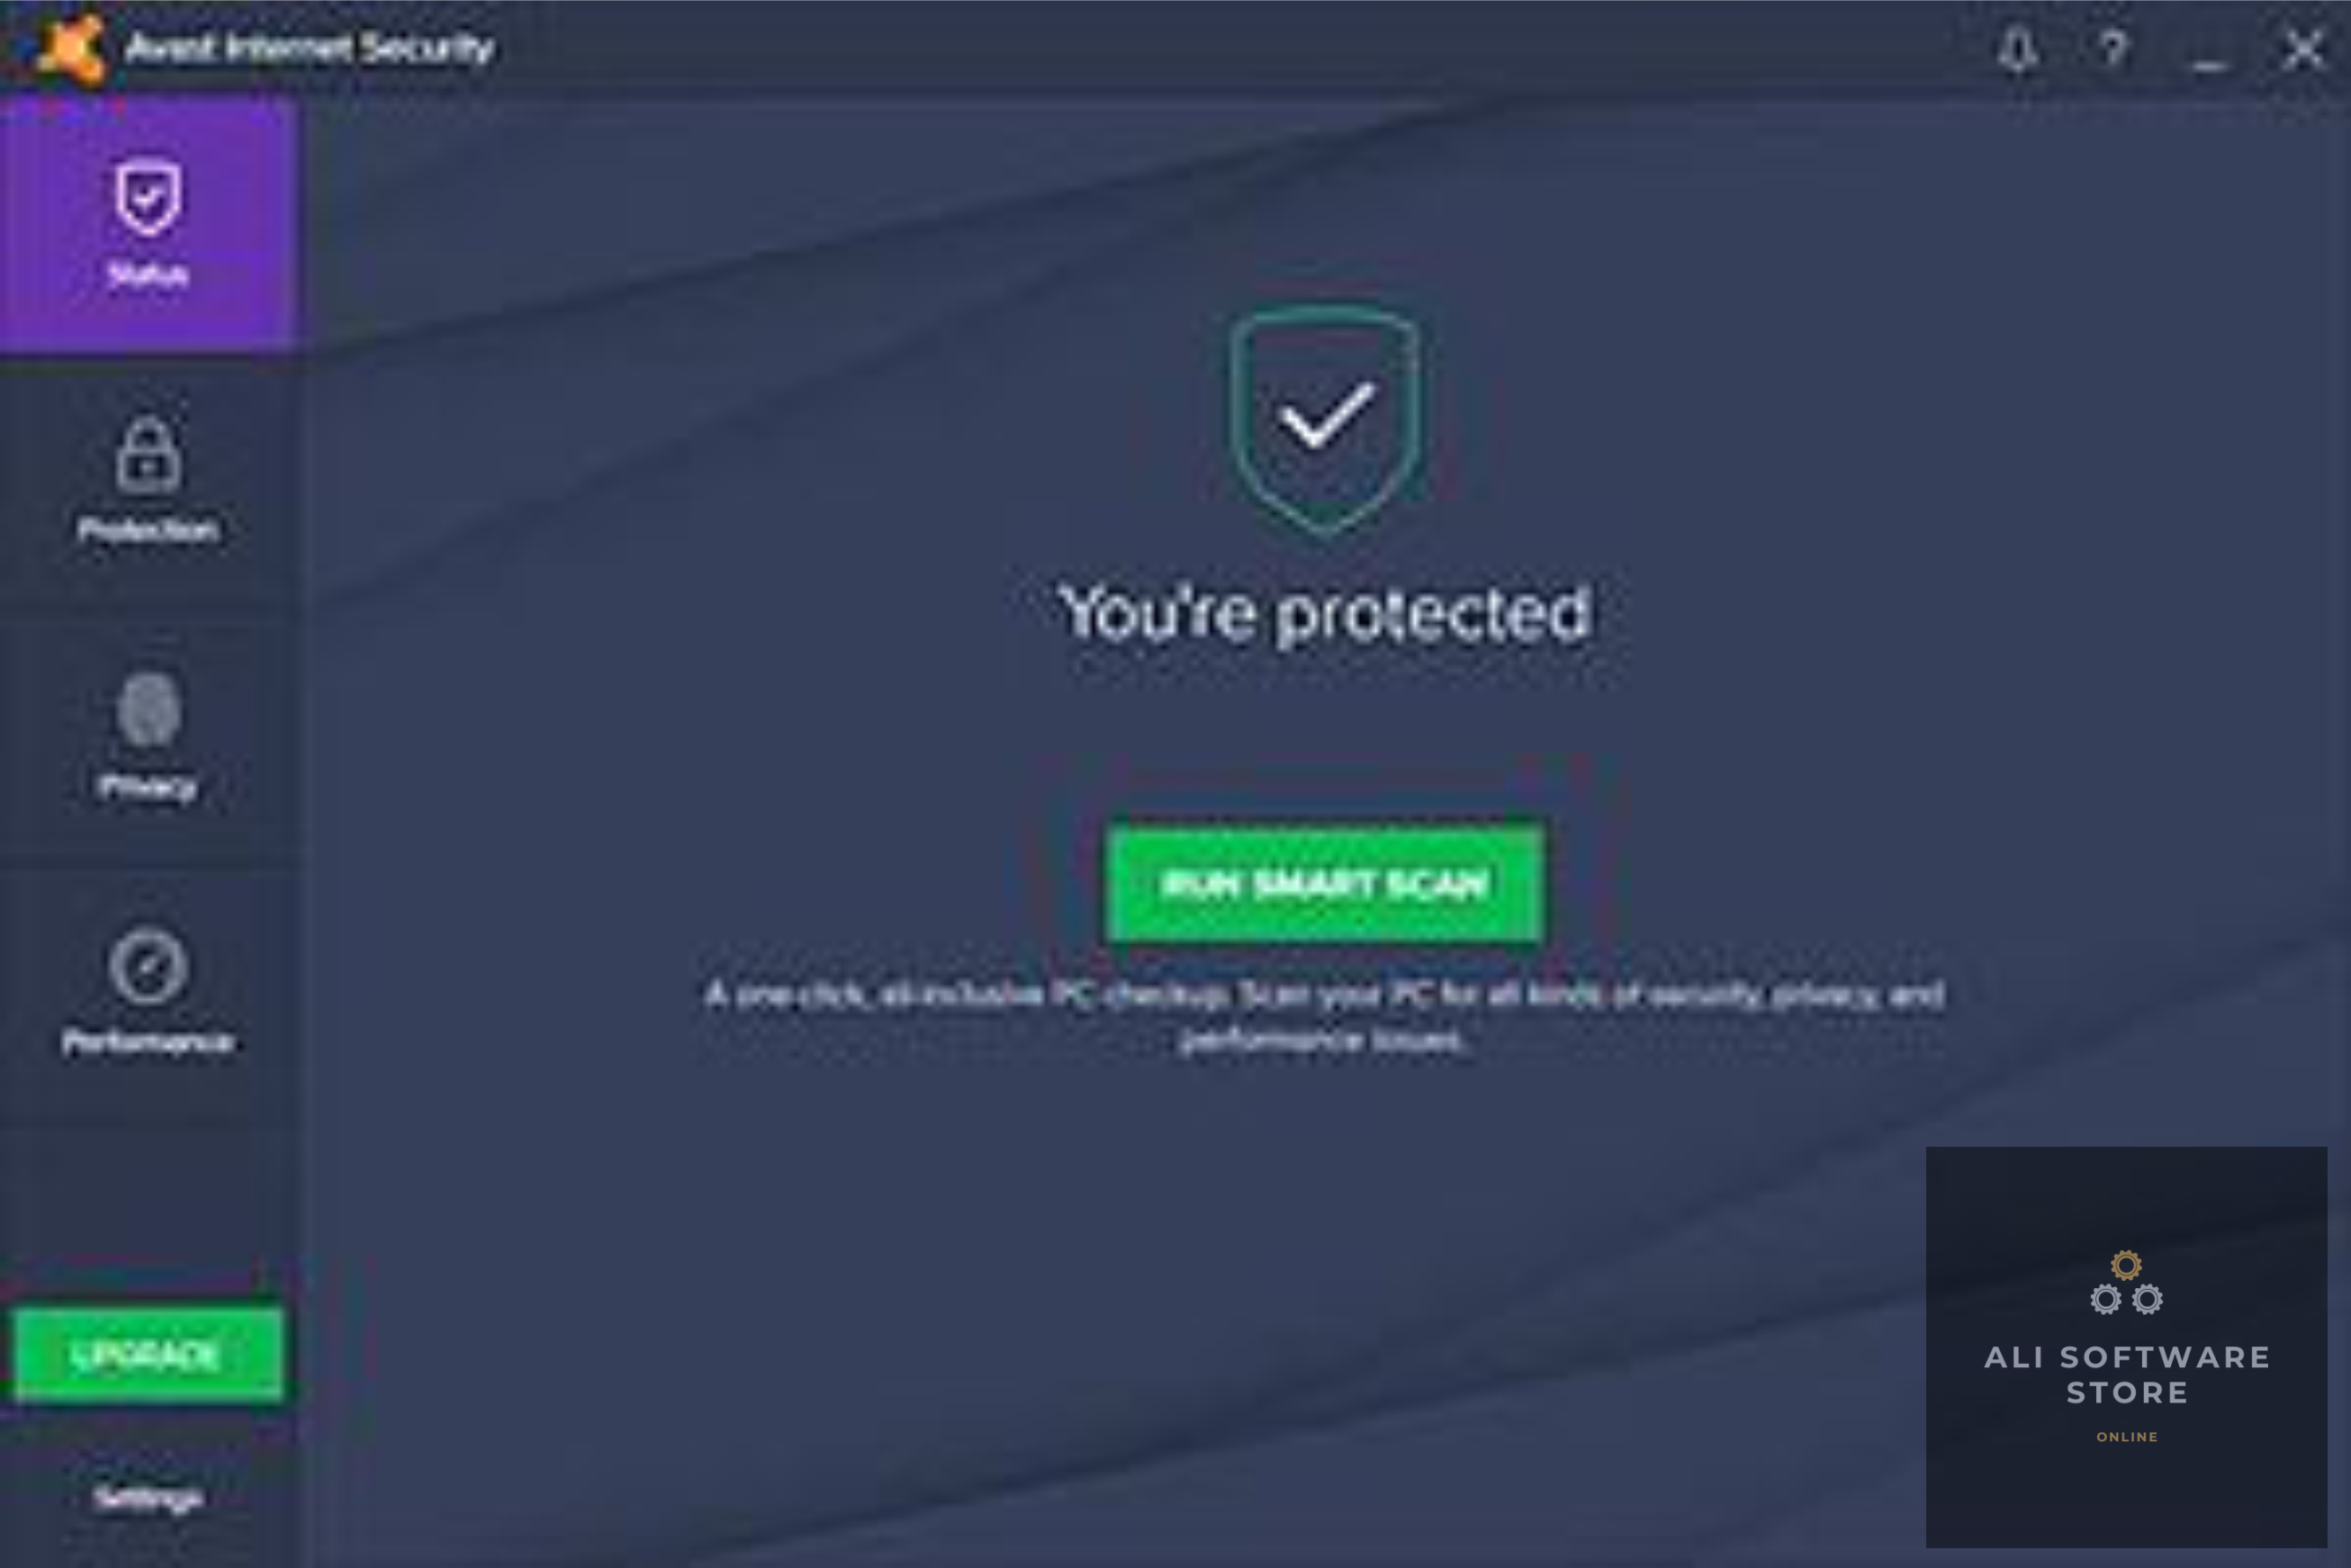 Avast Internet Security
Status
Protection
Privacy
Performance
UPGRADE
Settings
You're protected
RUN SMART SCAN
A one-click, all-inclusive PC checkup. Scan your PC for all kinds of security, privacy, and
performance issues.
ALI SOFTWARE
STORE
ONLINE